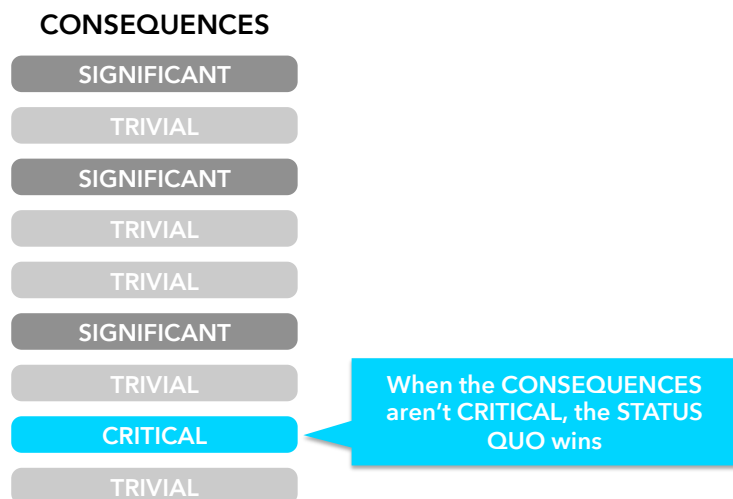 CONSEQUENCES
SIGNIFICANT
TRIVIAL
SIGNIFICANT
TRIVIAL
TRIVIAL
SIGNIFICANT
TRIVIAL
CRITICAL
TRIVIAL
When the CONSEQUENCES
aren't CRITICAL, the STATUS
QUO wins